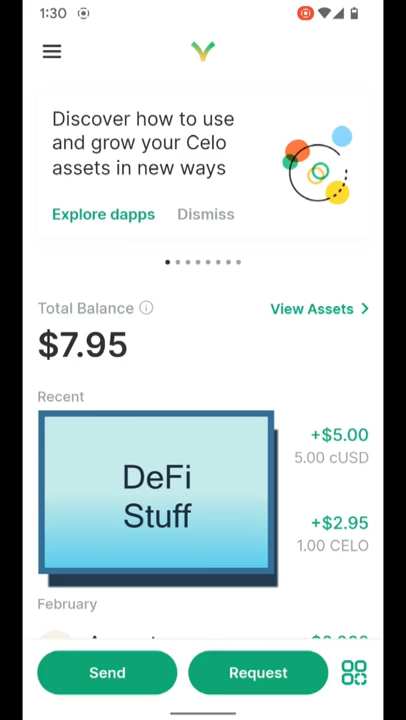 1:30
Discover how to use
and grow your Celo
assets in new ways
Explore dapps Dismiss
Total Balance
View Assets
$7.95
Recent
DeFi
Stuff
+$5.00
5.00 cUSD
+$2.95
1.00 CELO
February
Send
Request